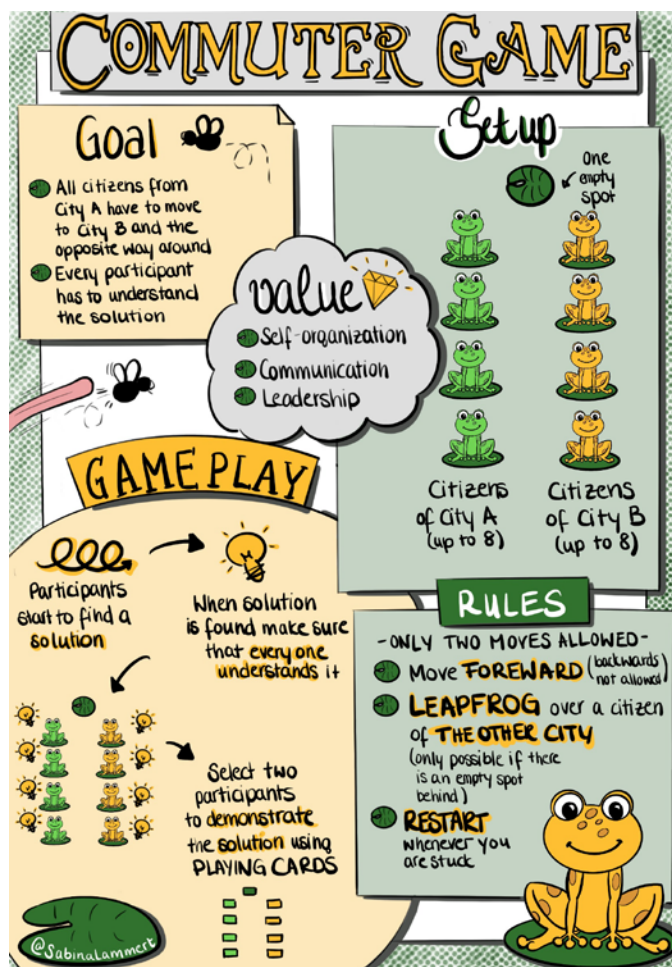 COMMUTER GAME
Goal
All citizens from
City A have to move
to City B and the
opposite way around
Every participant
has to understand
the solution
Set up
One
empty
spot
Citizens
of City A
(up to 8)
Citizens
of City B
(up to 8)
value
Self-organization
Communication
Leadership
GAMEPLAY
Participants
start to find a
solution
When solution
is found make sure
that every one
understands it
Select two
participants
to demonstrate
the solution using
PLAYING CARDS
@SabinaLammert
RULES
-ONLY TWO MOVES ALLOWED-
Move FOREWARD (backwards
not allowed)
LEAPFROG over a citizen
of THE OTHER CITY
(only possible if there
is an empty spot
behind)
RESTART
whenever you
are stuck